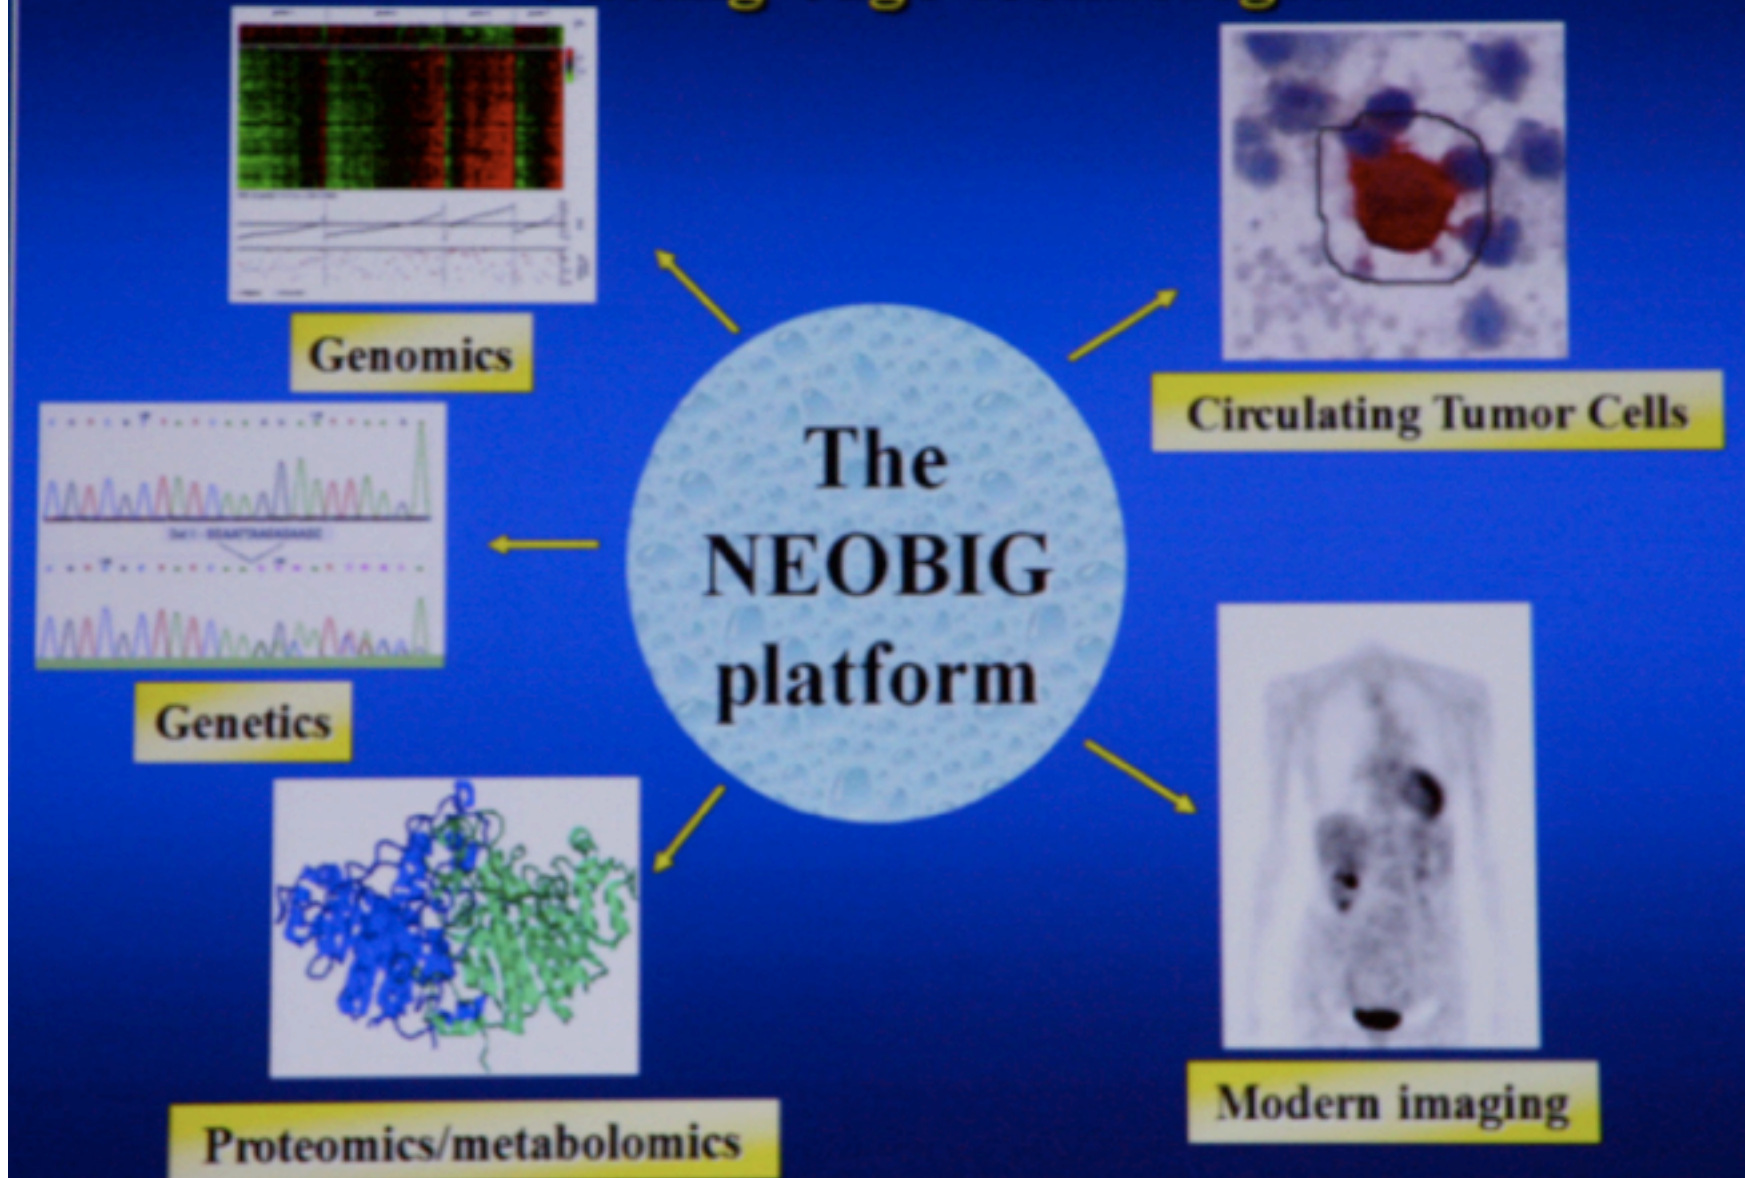 Genomics
Circulating Tumor Cells
The
NEOBIG
platform
Genetics
Modern imaging
Proteomics/metabolomics